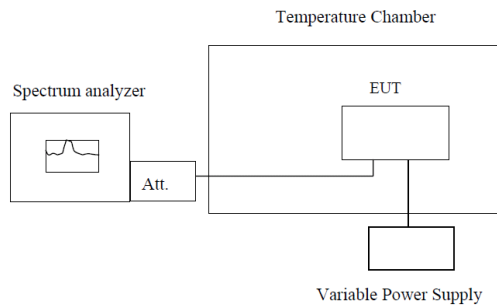 Temperature Chamber
Spectrum analyzer
EUT
Att.
Variable Power Supply